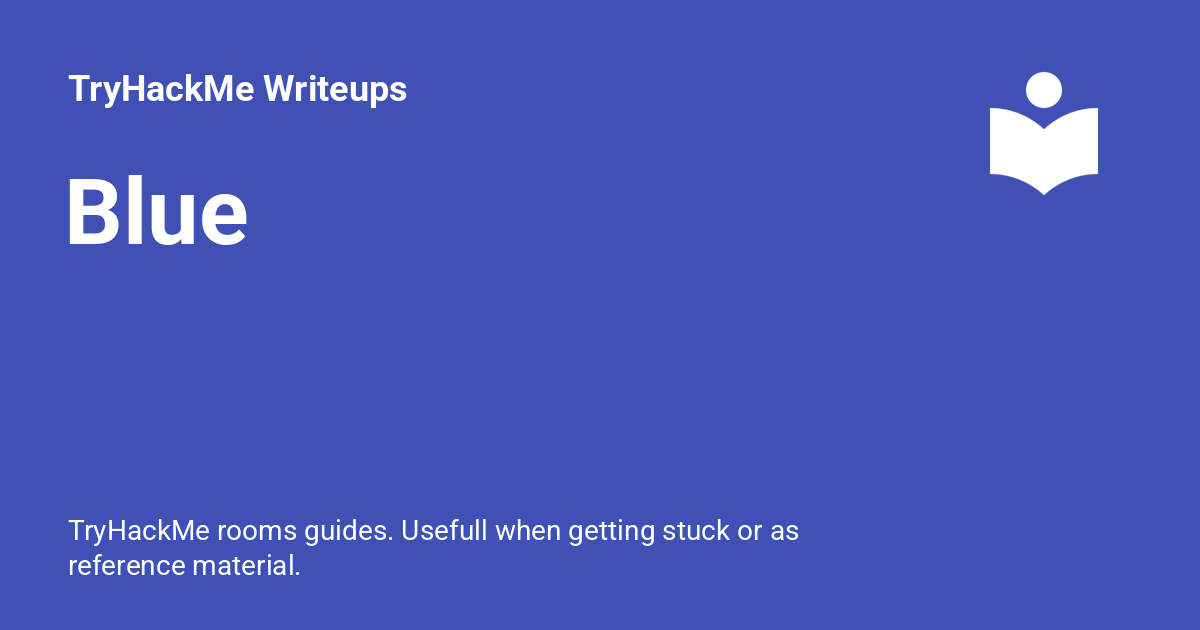 TryHackMe Writeups
Blue
TryHackMe rooms guides. Usefull when getting stuck or as
reference material.